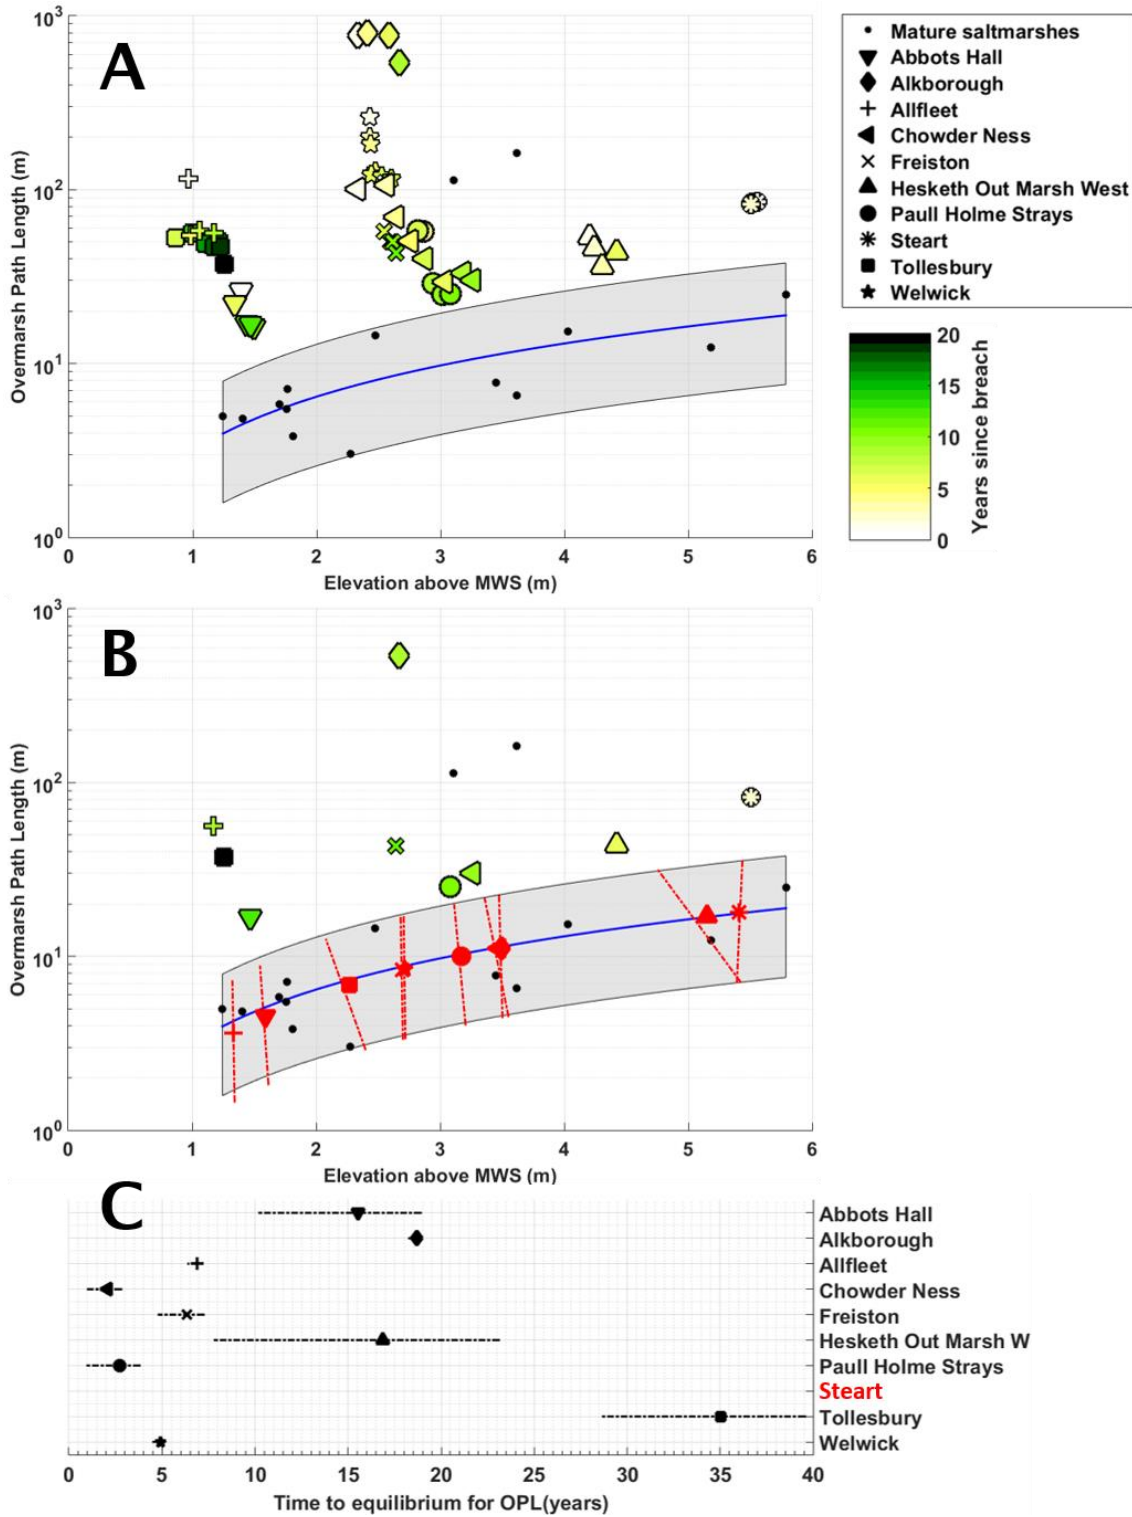 A
Overmarsh Path Length (m)
10^3
10^2
10^1
10^0
0 1 2 3 4 5 6
Elevation above MWS (m)
Mature saltmarshes
Abbots Hall
Alkborough
Allfleet
Chowder Ness
Freiston
Hesketh Out Marsh West
Paull Holme Strays
Steart
Tollesbury
Welwick
20
15
10
5
0
Years since breach
B
Overmarsh Path Length (m)
10^3
10^2
10^1
10^0
0 1 2 3 4 5 6
Elevation above MWS (m)
C
Abbots Hall
Alkborough
Allfleet
Chowder Ness
Freiston
Hesketh Out Marsh W
Paull Holme Strays
Steart
Tollesbury
Welwick
0 5 10 15 20 25 30 35 40
Time to equilibrium for OPL(years)